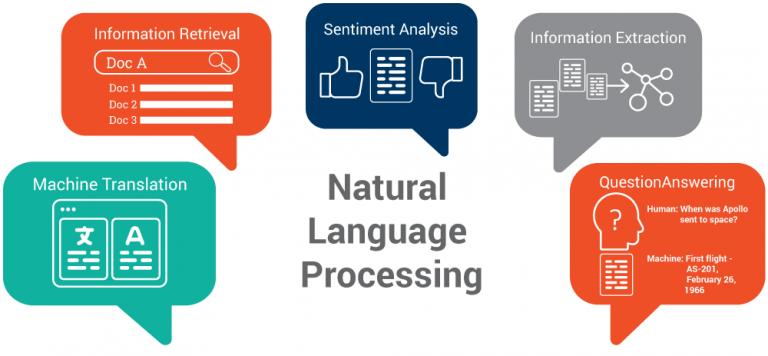 Information Retrieval
Doc A
Doc 1
Doc 2
Doc 3
Sentiment Analysis
Information Extraction
Machine Translation
文
A
Natural
Language
Processing
QuestionAnswering
?
Human: When was Apollo
sent to space?
Machine: First flight -
AS-201,
February 26,
1966